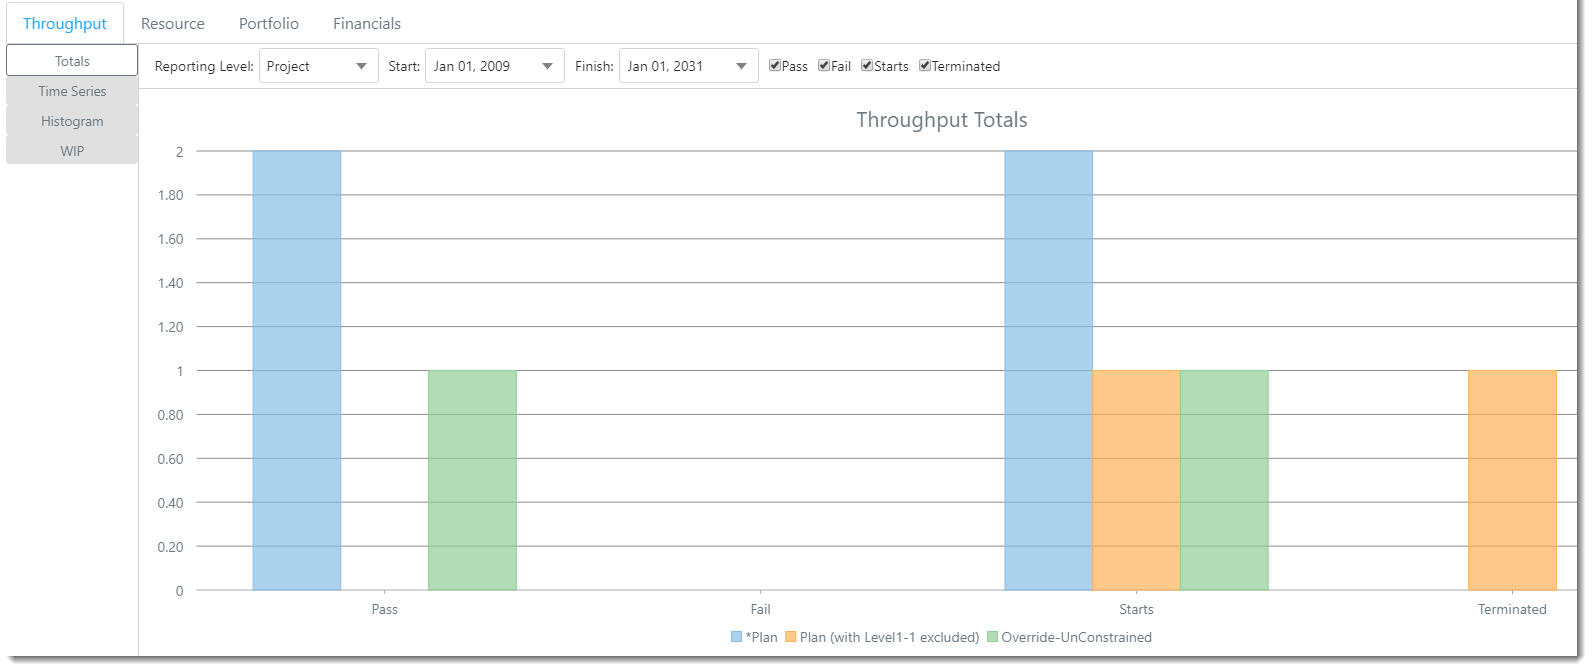 Throughput Resource Portfolio Financials
Totals
Time Series
Histogram
WIP
Reporting Level: Project Start: Jan 01, 2009 Finish: Jan 01, 2031 Pass Fail Starts Terminated
Throughput Totals
2
1.80
1.60
1.40
1.20
1
0.80
0.60
0.40
0.20
0
Pass Fail Starts Terminated
*Plan Plan (with Level1-1 excluded) Override-UnConstrained